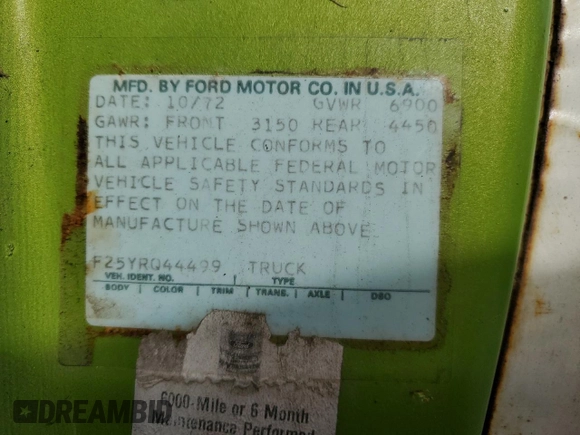 MFD. BY FORD MOTOR CO. IN U.S.A.
DATE: 10/72 GVWR 6900
GAWR: FRONT 3150 REAR 4450
THIS VEHICLE CONFORMS TO
ALL APPLICABLE FEDERAL MOTOR
VEHICLE SAFETY STANDARDS IN
EFFECT ON THE DATE OF
MANUFACTURE SHOWN ABOVE
F25YRQ44499 TRUCK
VEH. IDENT. NO. TYPE
BODY | COLOR | TRIM | TRANS. | AXLE | DSO
6000-Mile or 6 Month
Maintenance Performed
DREAMBID